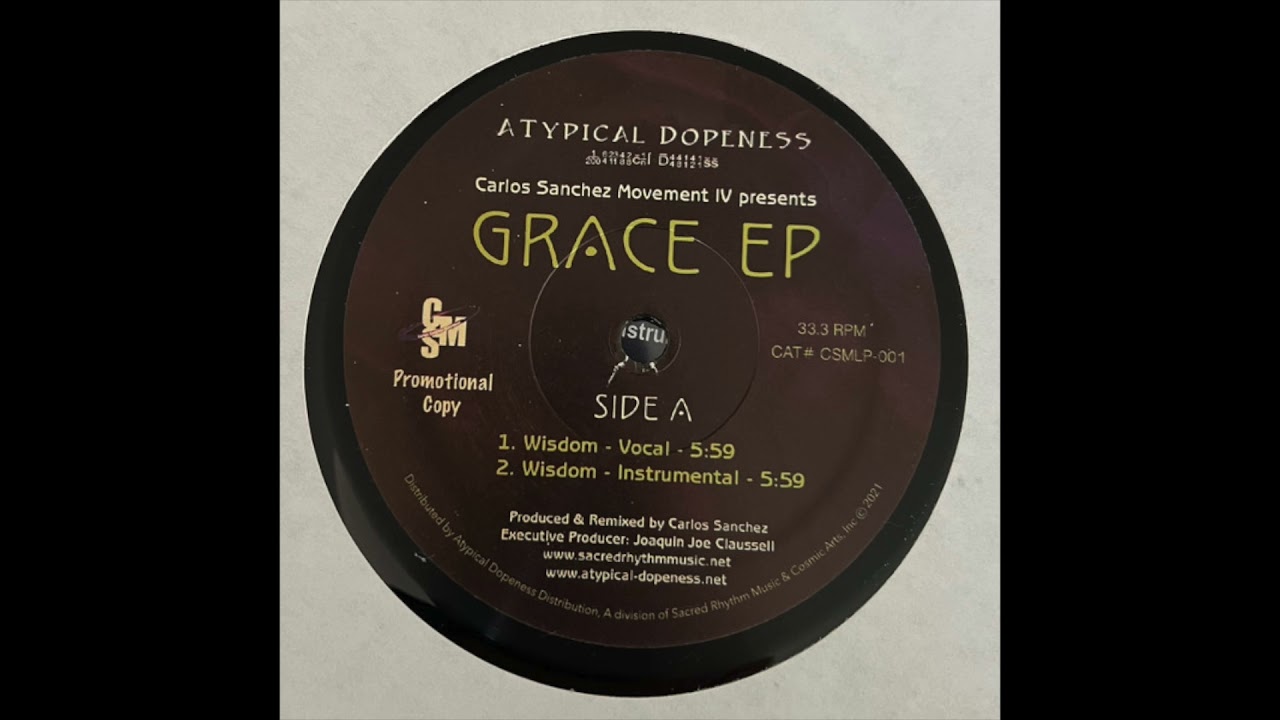 ATYPICAL DOPENESS
Carlos Sanchez Movement IV presents
GRACE EP
CSM
Promotional
Copy
33.3 RPM
CAT# CSMLP-001
istru
SIDE A
1. Wisdom - Vocal - 5:59
2. Wisdom - Instrumental - 5:59
Produced & Remixed by Carlos Sanchez
Executive Producer: Joaquin Joe Claussell
www.sacredrhythmmusic.net
www.atypical-dopeness.net
Distributed by Atypical Dopeness Distribution, A division of Sacred Rhythm Music & Cosmic Arts, Inc © 2021